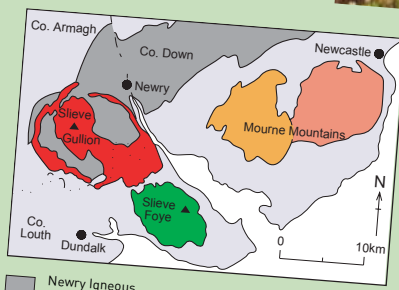 Co. Armagh
Co. Down
Newcastle
Newry
Slieve
Gullion
Mourne Mountains
N
Slieve
Foye
Co.
Louth
Dundalk
0
10km
Newry Igneous